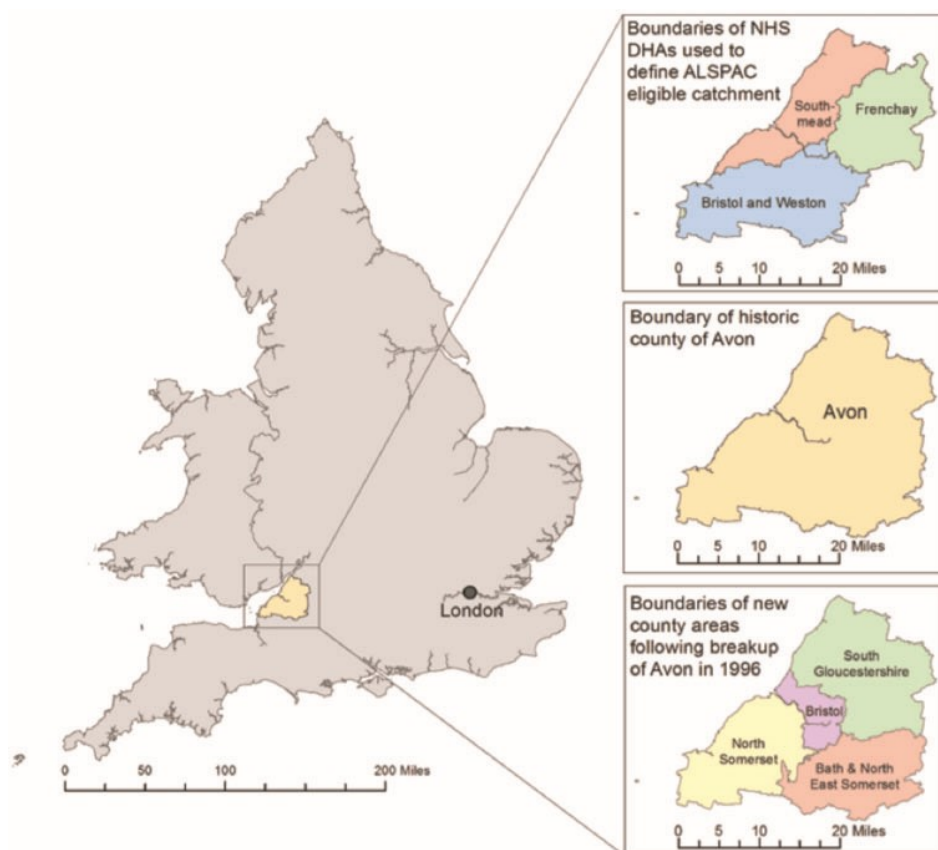 Boundaries of NHS
DHAs used to
define ALSPAC
eligible catchment
South-
mead
Frenchay
Bristol and Weston
0 5 10 20 Miles
Boundary of historic
county of Avon
Avon
0 5 10 20 Miles
Boundaries of new
county areas
following breakup
of Avon in 1996
South
Gloucestershire
Bristol
North
Somerset
Bath & North
East Somerset
0 5 10 20 Miles
London
0 50 100 200 Miles